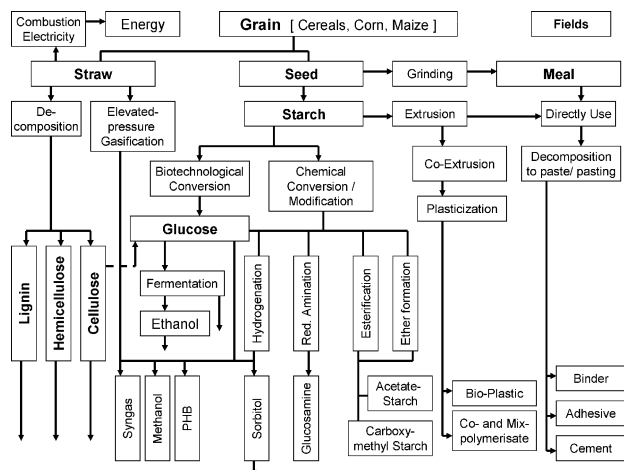 Combustion
Electricity
Energy
Grain [ Cereals, Corn, Maize ]
Fields
Straw
Seed
Grinding
Meal
De-
composition
Elevated-
pressure
Gasification
Starch
Extrusion
Directly Use
Biotechnological
Conversion
Chemical
Conversion /
Modification
Co-Extrusion
Decomposition
to paste/ pasting
Plasticization
Glucose
Lignin
Hemicellulose
Cellulose
Fermentation
Ethanol
Hydrogenation
Red. Amination
Esterification
Ether formation
Syngas
Methanol
PHB
Sorbitol
Glucosamine
Acetate-
Starch
Carboxy-
methyl Starch
Bio-Plastic
Co- and Mix-
polymerisate
Binder
Adhesive
Cement